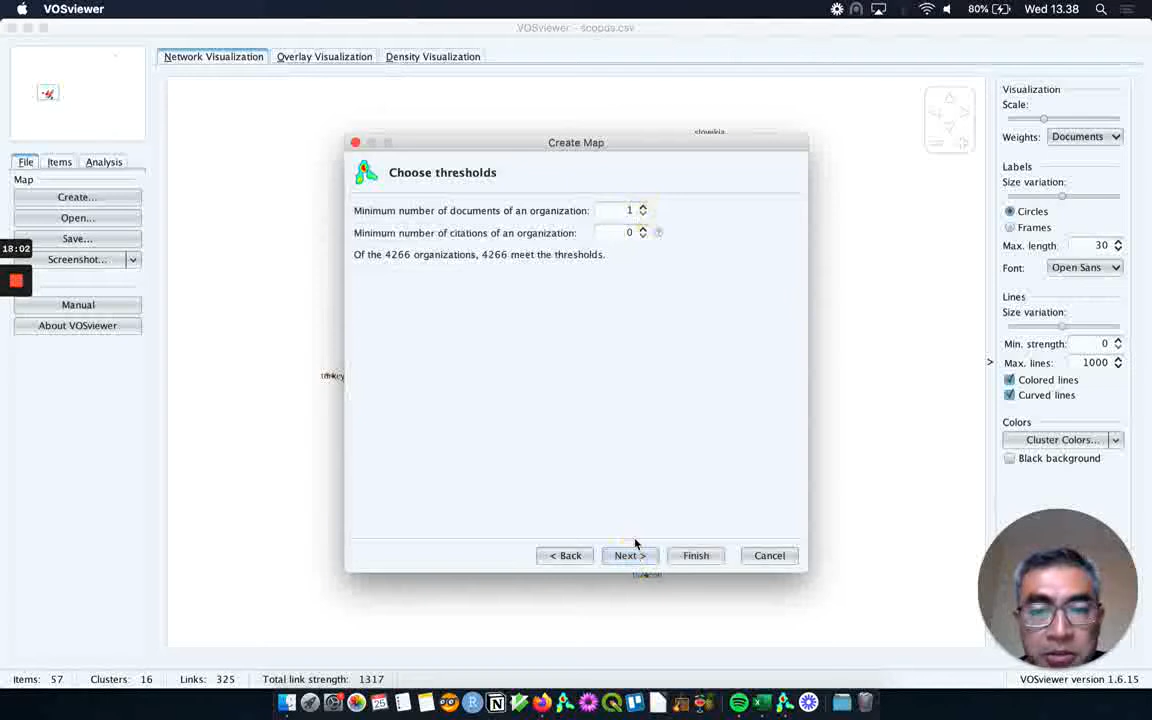 VOSviewer
80%
Wed 13.38
VOSviewer - scopus.csv
Network Visualization
Overlay Visualization
Density Visualization
File
Items
Analysis
Map
Create...
Open...
Save...
Screenshot...
Manual
About VOSviewer
18:02
slovakia
turkey
Create Map
Choose thresholds
Minimum number of documents of an organization: 1
Minimum number of citations of an organization: 0
Of the 4266 organizations, 4266 meet the thresholds.
< Back
Next >
Finish
Cancel
Visualization
Scale:
Weights: Documents
Labels
Size variation:
Circles
Frames
Max. length: 30
Font: Open Sans
Lines
Size variation:
Min. strength: 0
Max. lines: 1000
Colored lines
Curved lines
Colors
Cluster Colors...
Black background
>
Items: 57
Clusters: 16
Links: 325
Total link strength: 1317
VOSviewer version 1.6.15